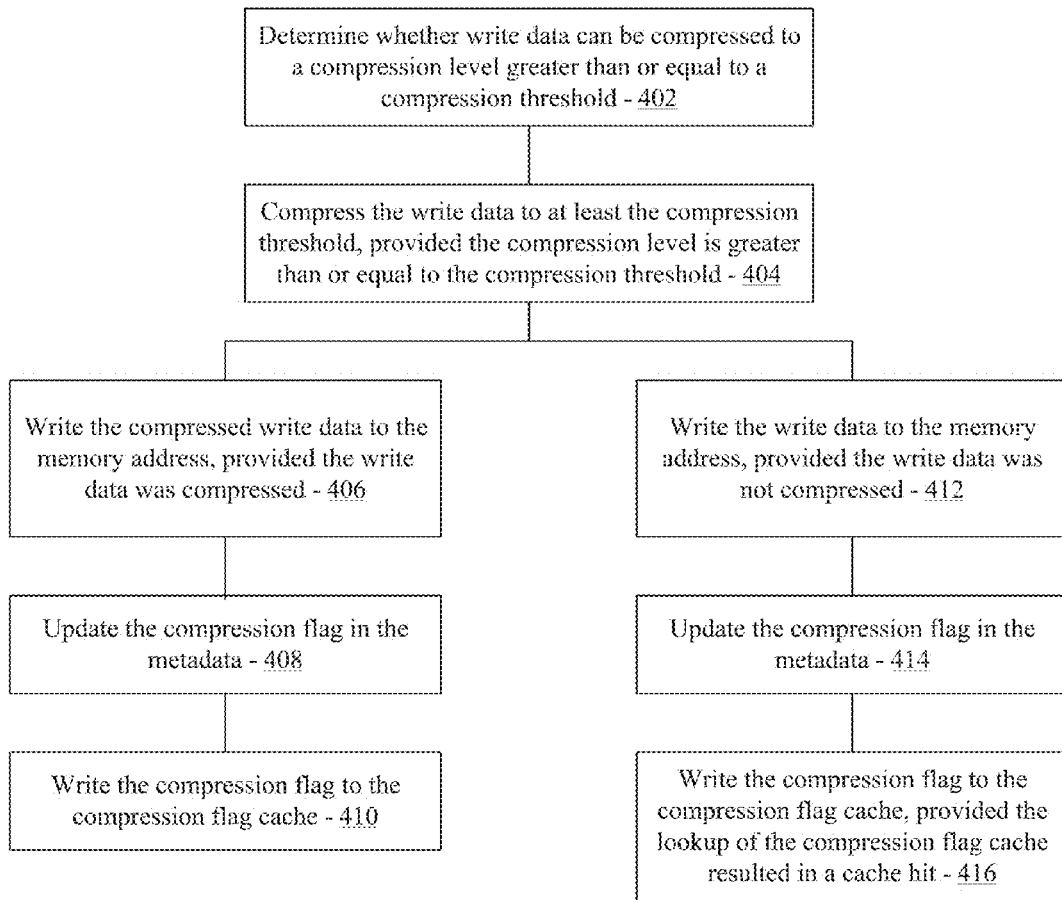 Determine whether write data can be compressed to
a compression level greater than or equal to a
compression threshold - 402
Compress the write data to at least the compression
threshold, provided the compression level is greater
than or equal to the compression threshold - 404
Write the compressed write data to the
memory address, provided the write
data was compressed - 406
Update the compression flag in the
metadata - 408
Write the compression flag to the
compression flag cache - 410
Write the write data to the memory
address, provided the write data was
not compressed - 412
Update the compression flag in the
metadata - 414
Write the compression flag to the
compression flag cache, provided the
lookup of the compression flag cache
resulted in a cache hit - 416